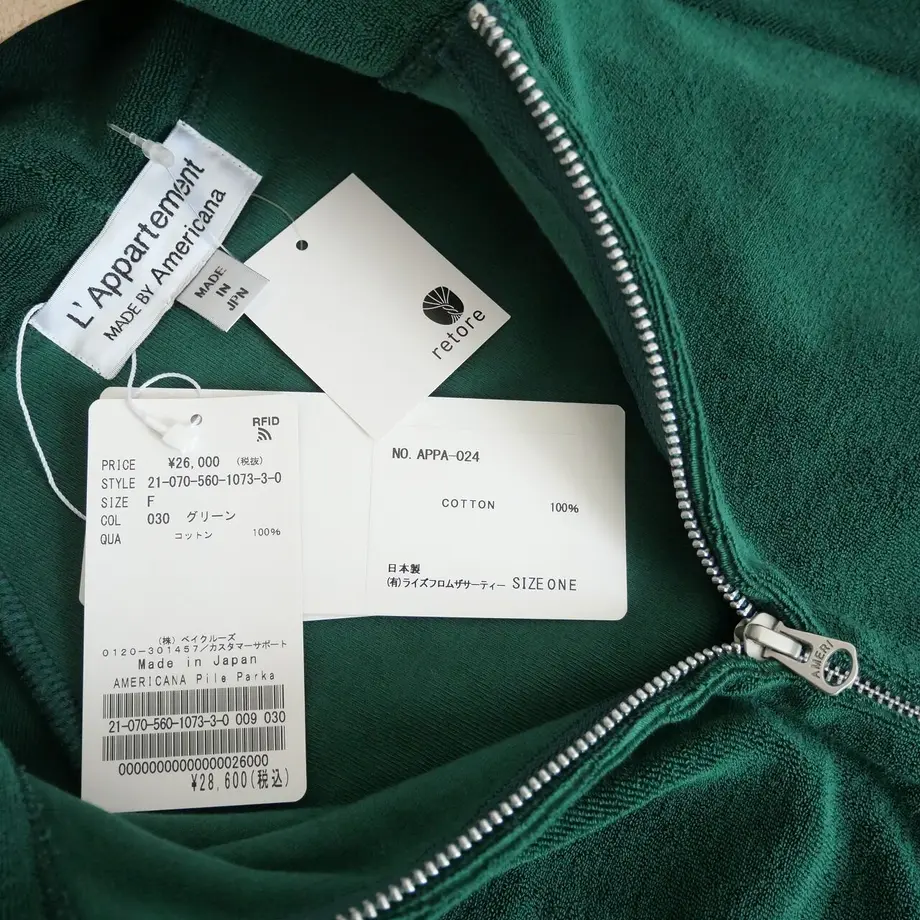 L'Appartement
MADE BY Americana
MADE
IN
JPN
retore
RFID
PRICE ¥26,000 (税抜)
STYLE 21-070-560-1073-3-0
SIZE F
COL 030 グリーン
QUA コットン 100%
(株) ベイクルーズ
0120-301457/カスタマーサポート
Made in Japan
AMERICANA Pile Parka
21-070-560-1073-3-0 009 030
00000000000000026000
¥28,600(税込)
NO. APPA-024
COTTON 100%
日本製
(有)ライズフロムザサーティー SIZE ONE
AMERI